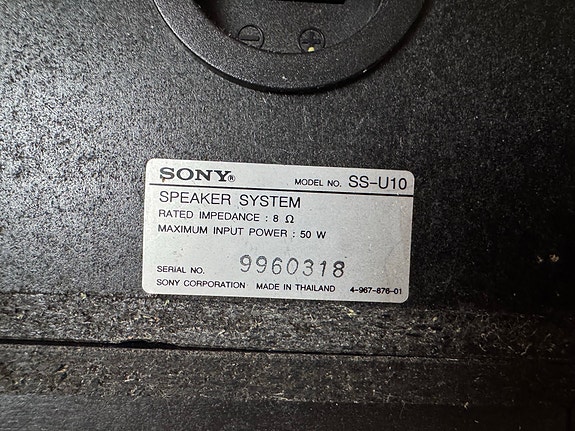 SONY®
MODEL NO. SS-U10
SPEAKER SYSTEM
RATED IMPEDANCE : 8 Ω
MAXIMUM INPUT POWER : 50 W
SERIAL NO. 9960318
SONY CORPORATION MADE IN THAILAND 4-967-876-01